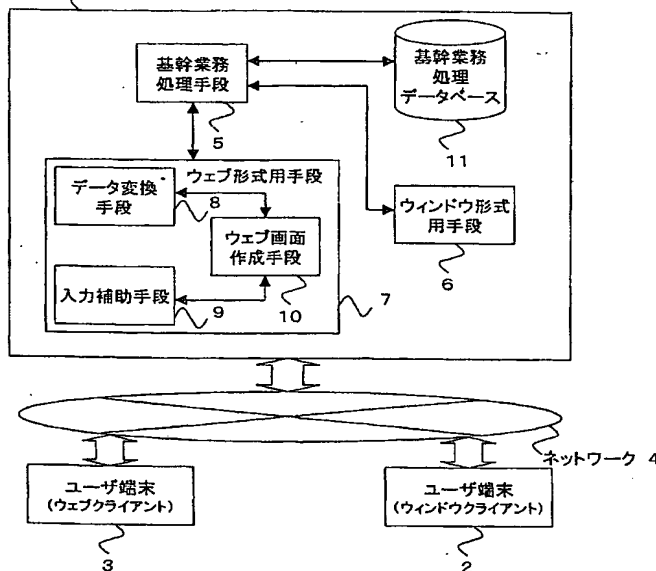 基幹業務
処理手段
5
基幹業務
処理
データベース
11
ウェブ形式用手段
データ変換
手段
8
ウェブ画面
作成手段
10
入力補助手段
9
7
ウィンドウ形式
用手段
6
ネットワーク 4
ユーザ端末
(ウェブクライアント)
3
ユーザ端末
(ウィンドウクライアント)
2